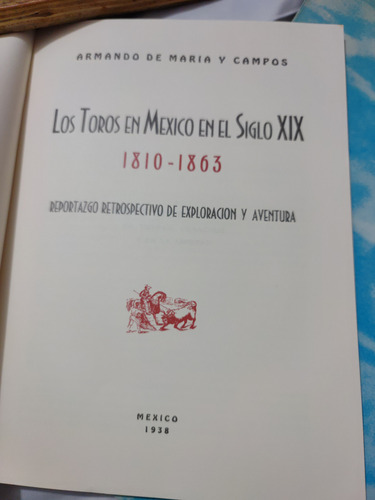 ARMANDO DE MARIA Y CAMPOS
LOS TOROS EN MEXICO EN EL SIGLO XIX
1810-1863
REPORTAZGO RETROSPECTIVO DE EXPLORACION Y AVENTURA
MEXICO
1938